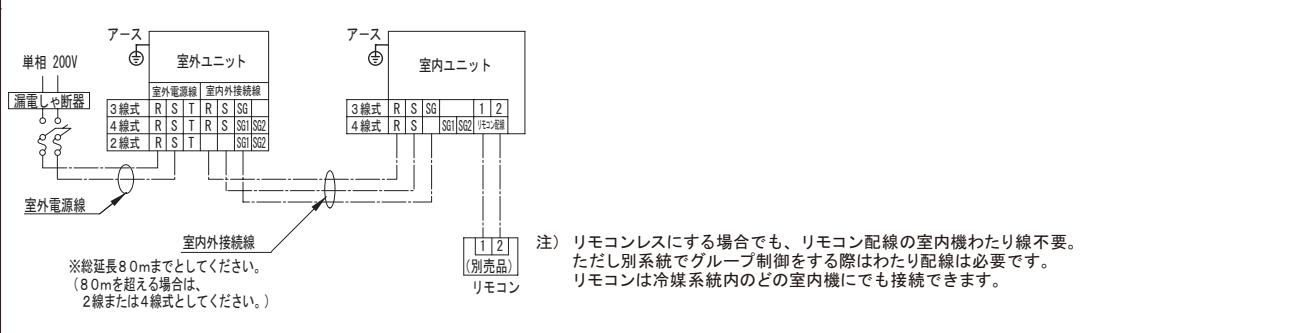 アース
アース
単相 200V
室外ユニット
室内ユニット
漏電しゃ断器
室外電源線 室内外接続線
3線式 R S T R S SG
4線式 R S T R S SG1 SG2
2線式 R S T SG1 SG2
3線式 R S SG 1 2
4線式 R S SG1 SG2 リモコン配線
室外電源線
室内外接続線
※総延長80mまでとしてください。
(80mを超える場合は、
2線または4線式としてください。)
1 2
(別売品)
リモコン
注) リモコンレスにする場合でも、リモコン配線の室内機わたり線不要。
ただし別系統でグループ制御をする際はわたり配線は必要です。
リモコンは冷媒系統内のどの室内機にでも接続できます。